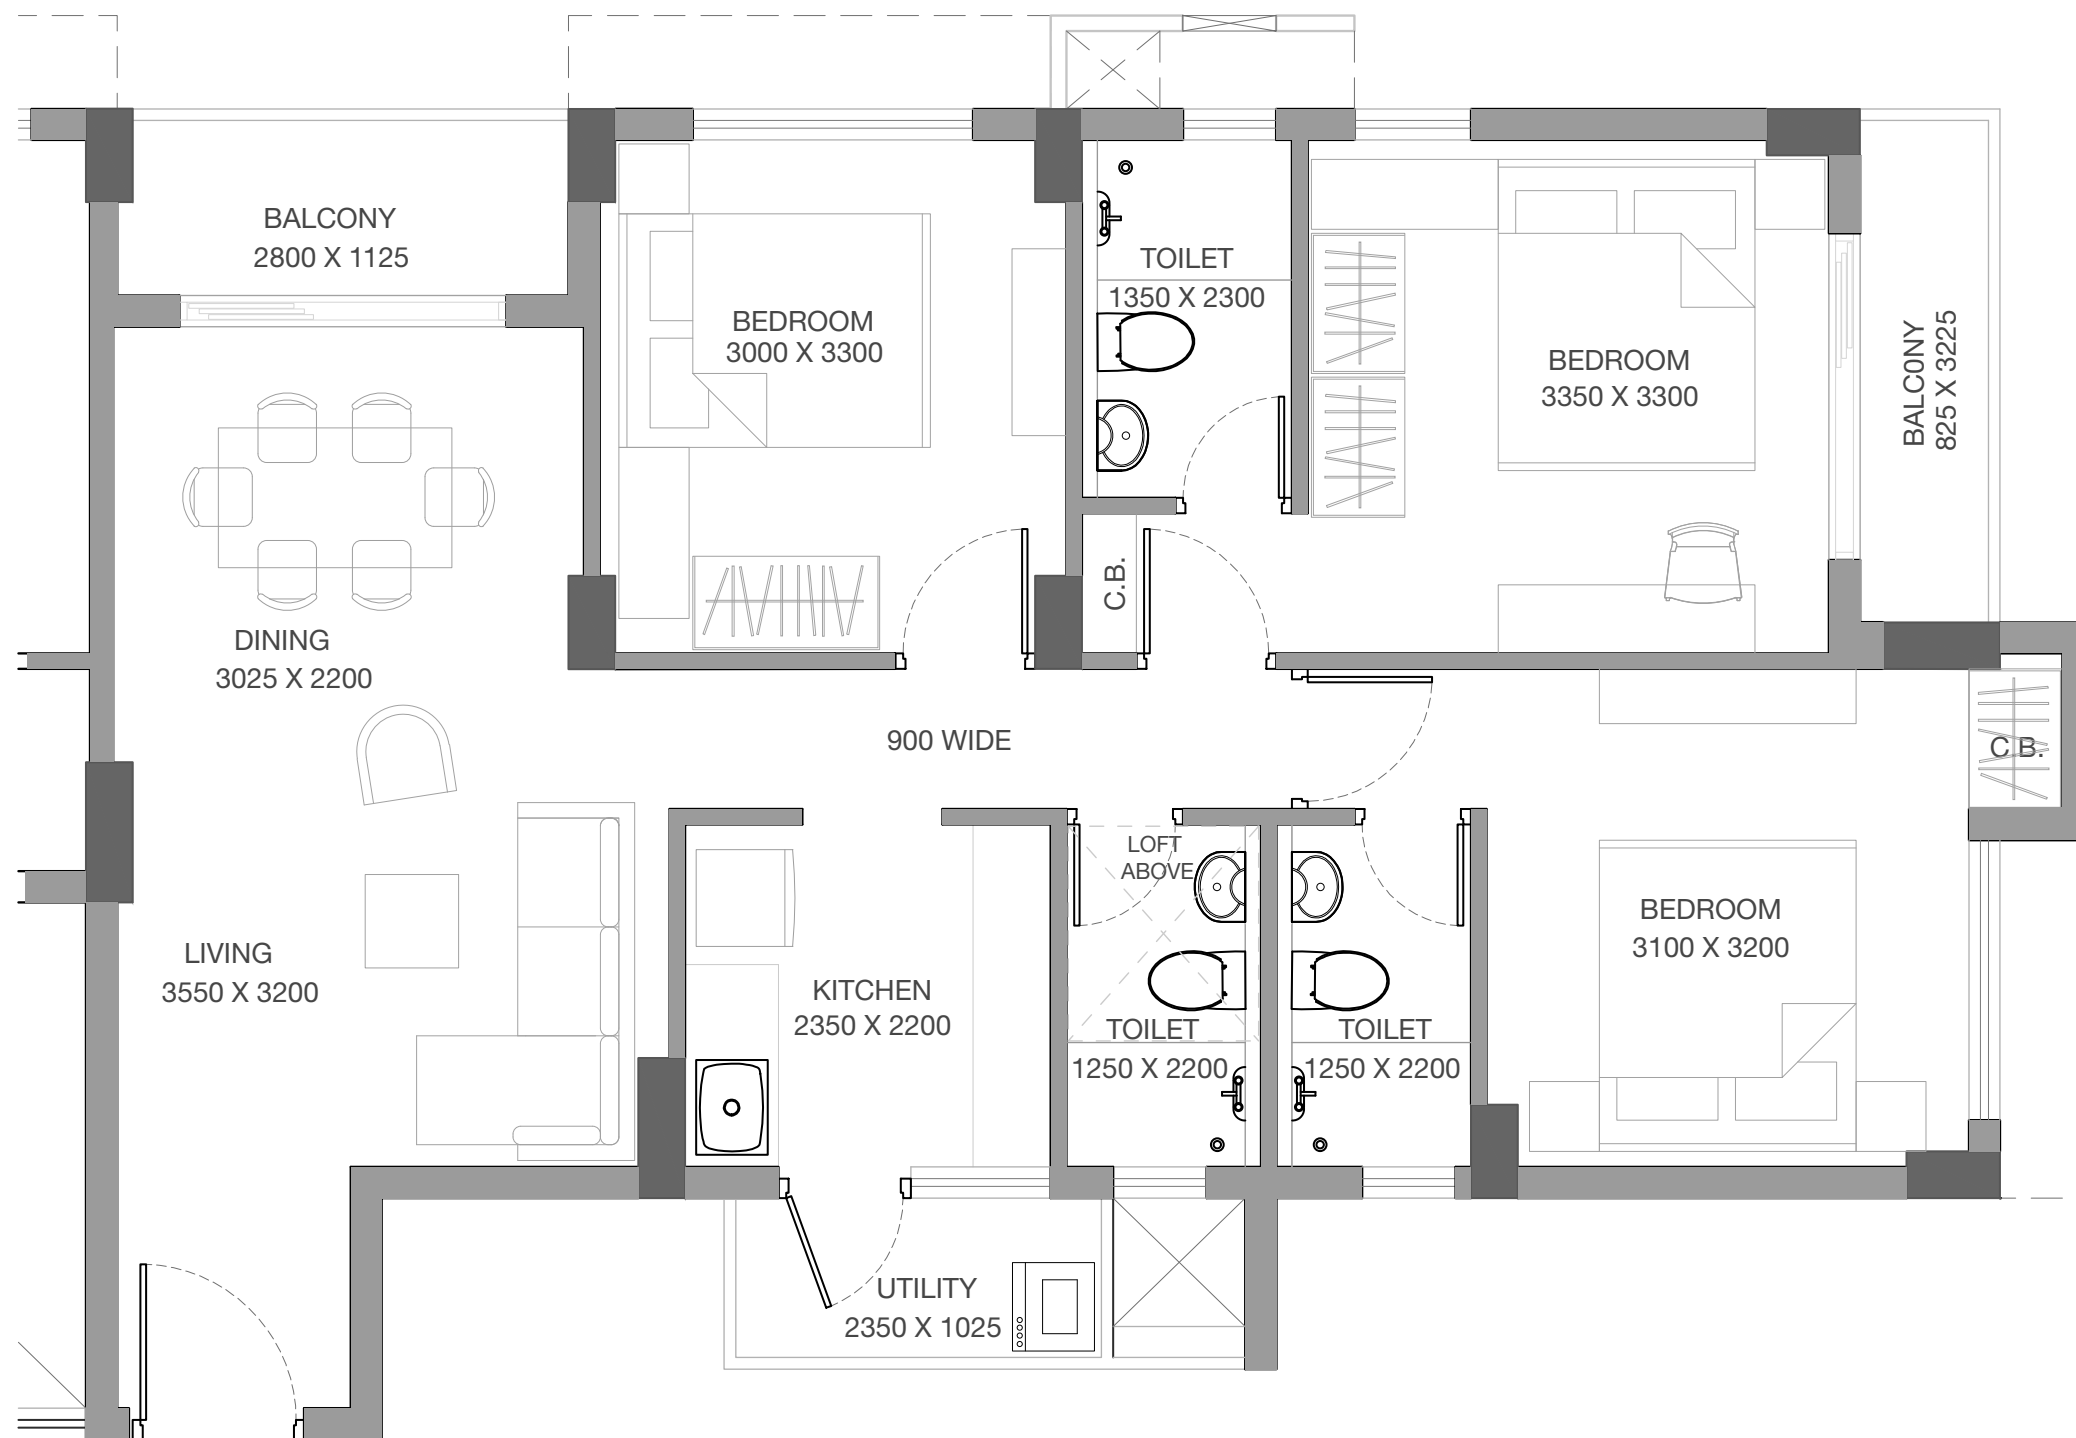 BALCONY
2800 X 1125
BEDROOM
3000 X 3300
TOILET
1350 X 2300
BEDROOM
3350 X 3300
BALC0NY
825 X 3225
C.B.
DINING
3025 X 2200
900 WIDE
C.B.
LOFT
ABOVE
LIVING
3550 X 3200
KITCHEN
2350 X 2200
TOILET
1250 X 2200
TOILET
1250 X 2200
BEDROOM
3100 X 3200
UTILITY
2350 X 1025